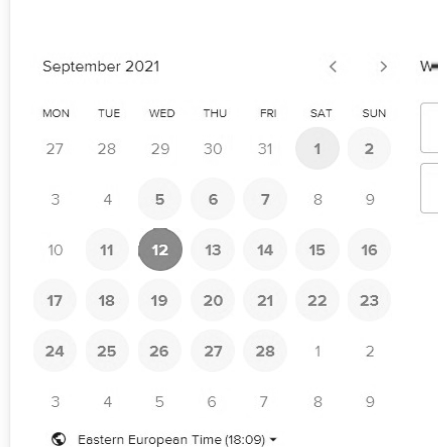 September 2021 < > W
MON TUE WED THU FRI SAT SUN
27 28 29 30 31 1 2
3 4 5 6 7 8 9
10 11 12 13 14 15 16
17 18 19 20 21 22 23
24 25 26 27 28 1 2
3 4 5 6 7 8 9
Eastern European Time (18:09)